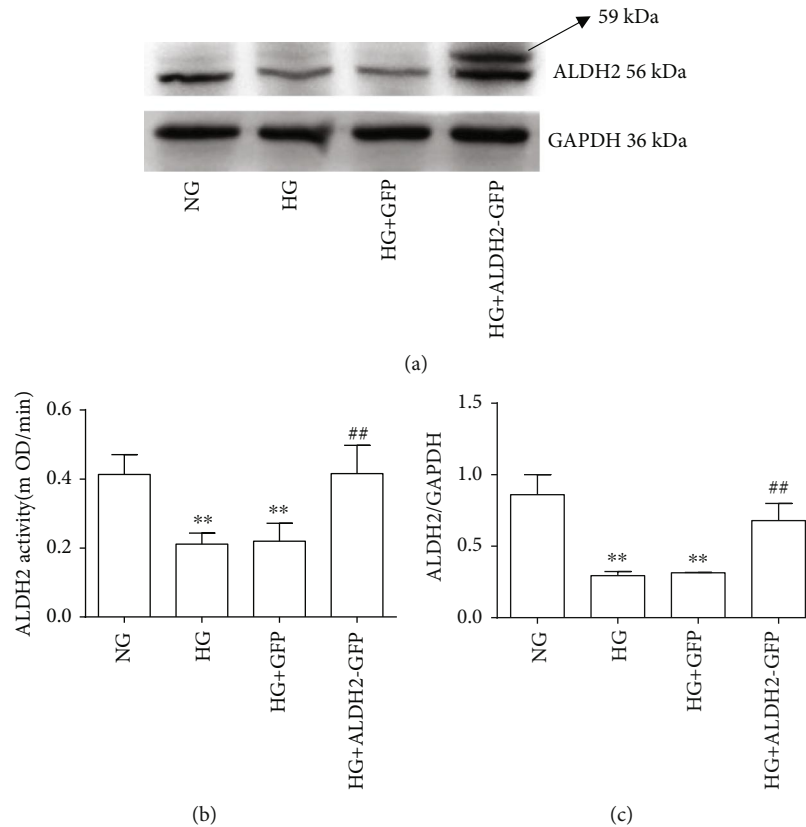 59 kDa
ALDH2 56 kDa
GAPDH 36 kDa
NG
HG
HG+GFP
HG+ALDH2-GFP
(a)
ALDH2 activity(m OD/min)
0.6
0.4
0.2
0.0
**
**
##
NG
HG
HG+GFP
HG+ALDH2-GFP
(b)
ALDH2/GAPDH
1.5
1.0
0.5
0.0
**
**
##
NG
HG
HG+GFP
HG+ALDH2-GFP
(c)